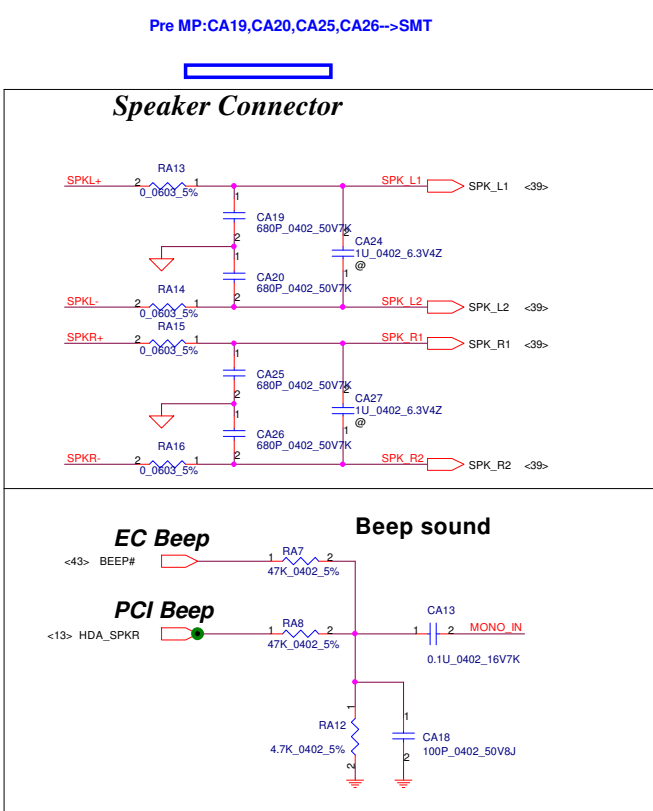 Pre MP:CA19,CA20,CA25,CA26-->SMT
Speaker Connector
RA13
SPKL+ 2 1 SPK_L1 SPK_L1 <39>
0_0603_5%
1
CA19
680P_0402_50V7K
2 2
CA24
1U_0402_6.3V4Z
1 @
CA20 1
680P_0402_50V7K
RA14 2
SPKL- 2 1 SPK_L2 SPK_L2 <39>
0_0603_5%
RA15
SPKR+ 2 1 SPK_R1 SPK_R1 <39>
0_0603_5%
1
CA25
680P_0402_50V7K
2 2
CA27
1U_0402_6.3V4Z
1 @
CA26 1
680P_0402_50V7K
RA16 2
SPKR- 2 1 SPK_R2 SPK_R2 <39>
0_0603_5%
Beep sound
EC Beep
RA7
<43> BEEP# 1 2
47K_0402_5%
PCI Beep
RA8 CA13
<13> HDA_SPKR 1 2 1 2 MONO_IN
47K_0402_5% 0.1U_0402_16V7K
1 1
RA12 CA18
4.7K_0402_5% 100P_0402_50V8J
2 2